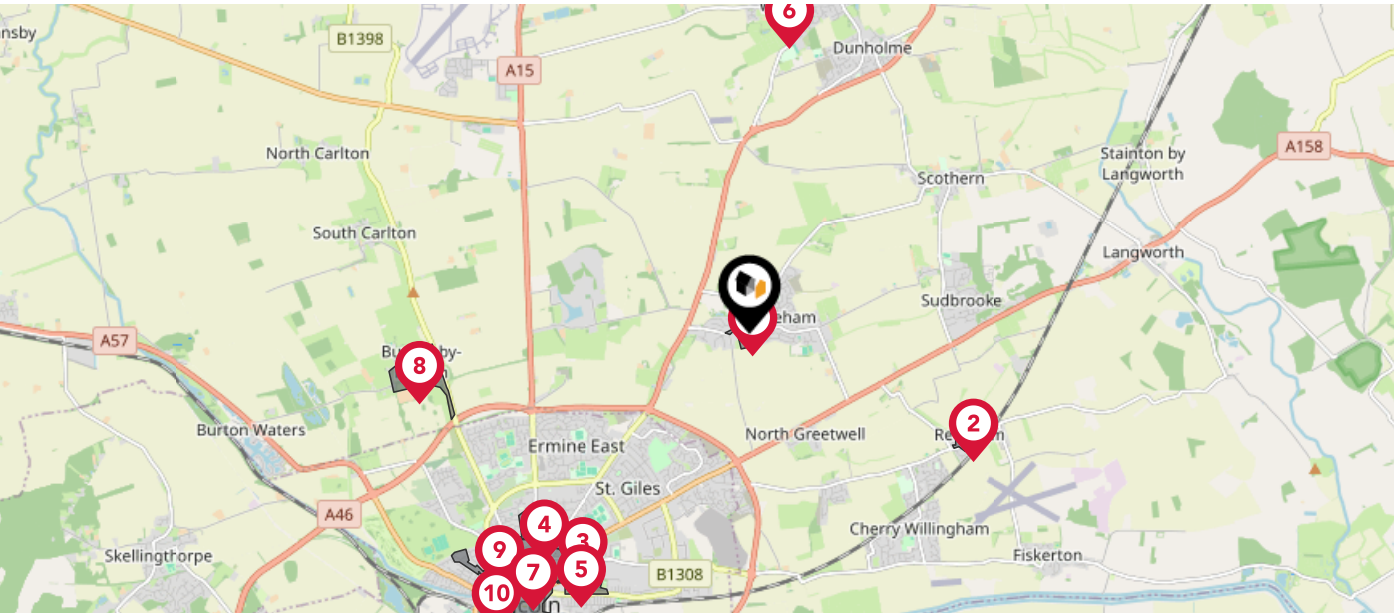 6
nsby
B1398
Dunholme
A15
A158
North Carlton
Stainton by
Langworth
Scothern
South Carlton
Langworth
Sudbrooke
eham
A57
8
2
Burton Waters
North Greetwell
Ermine East
St. Giles
A46
4
3
9
7
5
10
Cherry Willingham
Fiskerton
Skellingthorpe
B1308